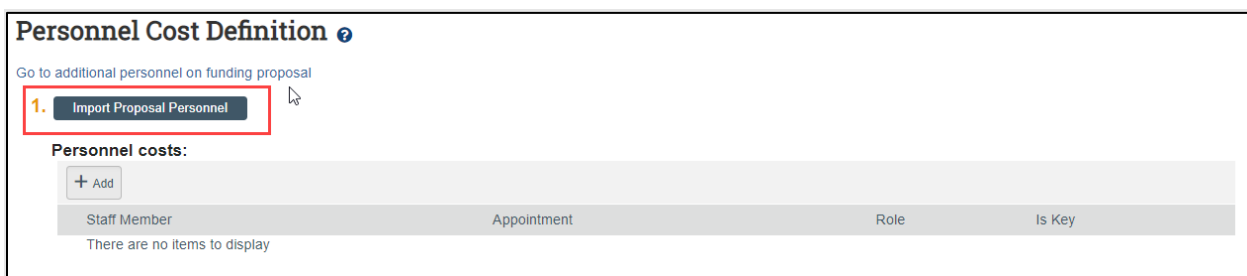 Personnel Cost Definition ?
Go to additional personnel on funding proposal
1. Import Proposal Personnel
Personnel costs:
+ Add
Staff Member Appointment Role Is Key
There are no items to display